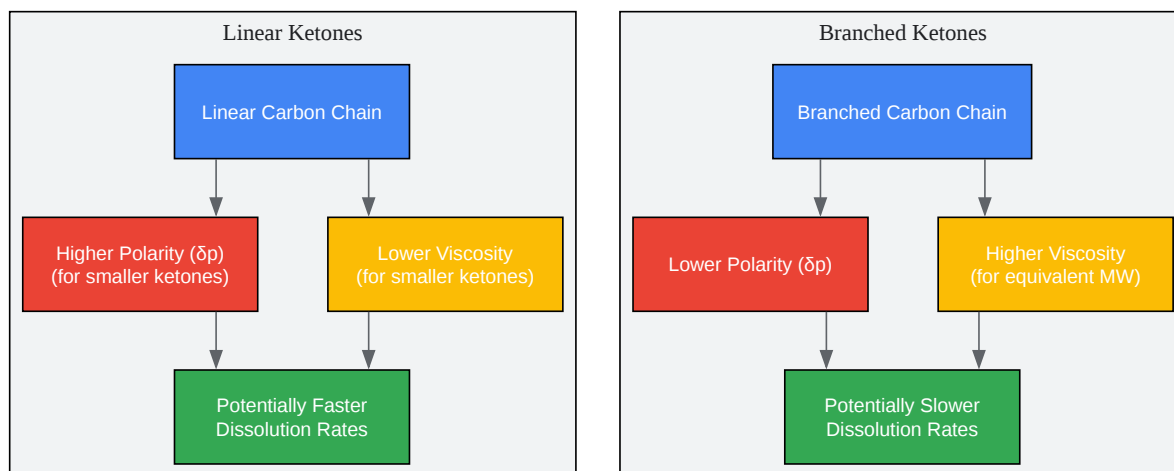 Linear Ketones
Linear Carbon Chain
Higher Polarity (δp)
(for smaller ketones)
Lower Viscosity
(for smaller ketones)
Potentially Faster
Dissolution Rates
Branched Ketones
Branched Carbon Chain
Lower Polarity (δp)
Higher Viscosity
(for equivalent MW)
Potentially Slower
Dissolution Rates